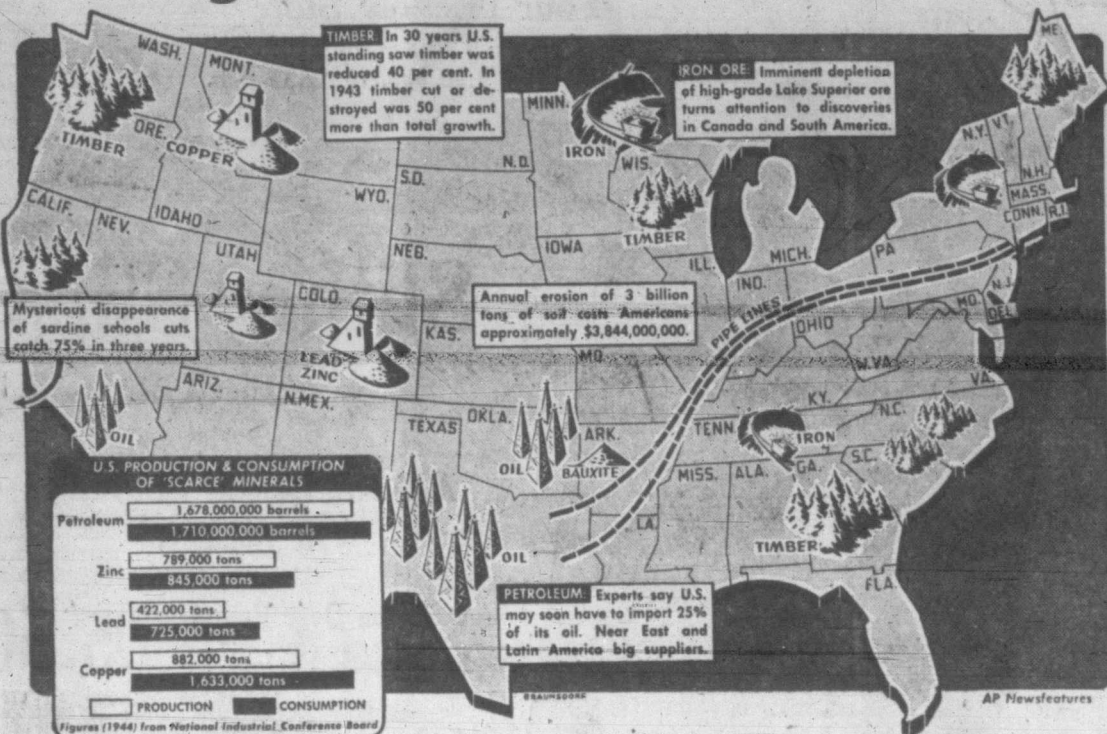 TIMBER: In 30 years U.S.
standing saw timber was
reduced 40 per cent. In
1943 timber cut or de-
stroyed was 50 per cent
more than total growth.
IRON ORE: Imminent depletion
of high-grade Lake Superior ore
turns attention to discoveries
in Canada and South America.
WASH.
MONT.
ORE.
TIMBER
COPPER
IDAHO
WYO.
N.D.
S.D.
NEB.
MINN.
IRON
WIS.
TIMBER
IOWA
ILL.
MICH.
IND.
ME.
N.Y.
VT.
N.H.
MASS.
CONN.
R.I.
PA
N.J.
MD.
DEL.
CALIF.
NEV.
UTAH
COLO.
LEAD
ZINC
KAS.
MO.
PIPE LINES
OHIO
W.VA.
VA.
KY.
Mysterious disappearance
of sardine schools cuts
catch 75% in three years.
Annual erosion of 3 billion
tons of soil costs Americans
approximately $3,844,000,000.
OIL
ARIZ.
N.MEX.
TEXAS
OKLA.
OIL
ARK.
BAUXITE
TENN.
IRON
N.C.
S.C.
MISS.
ALA.
GA.
LA.
OIL
TIMBER
FLA.
PETROLEUM: Experts say U.S.
may soon have to import 25%
of its oil. Near East and
Latin America big suppliers.
U.S. PRODUCTION & CONSUMPTION
OF 'SCARCE' MINERALS
Petroleum
1,678,000,000 barrels
1,710,000,000 barrels
Zinc
789,000 tons
845,000 tons
Lead
422,000 tons
725,000 tons
Copper
882,000 tons
1,633,000 tons
PRODUCTION
CONSUMPTION
Figures (1944) from National Industrial Conference Board
BRAUNSDORF
AP Newsfeatures